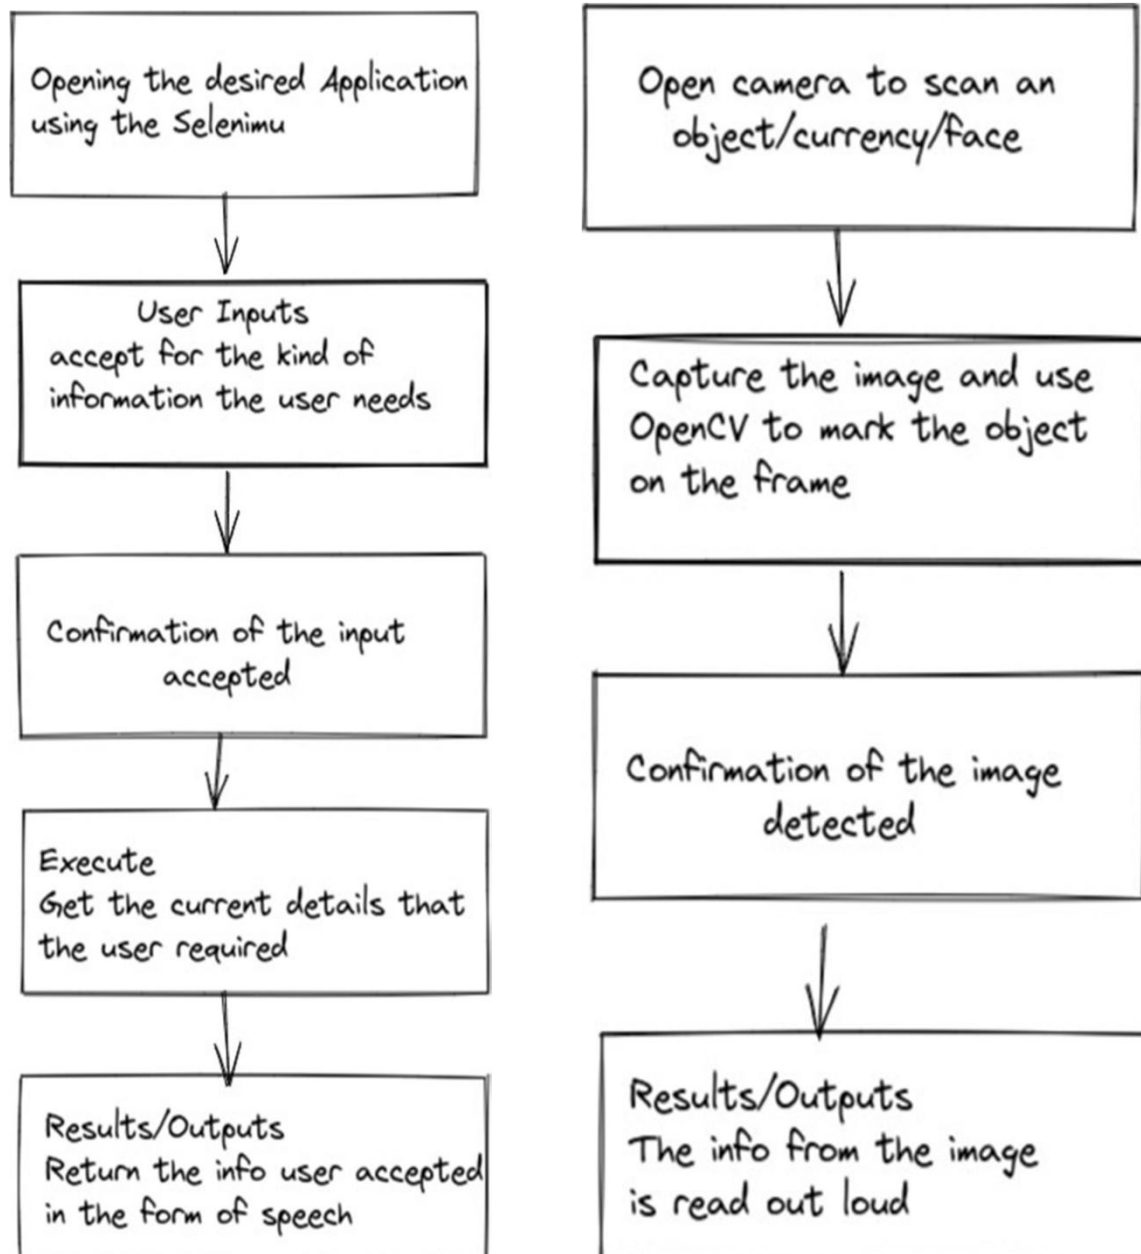 Opening the desired Application
using the Selenimu
User Inputs
accept for the kind of
information the user needs
Confirmation of the input
accepted
Execute
Get the current details that
the user required
Results/Outputs
Return the info user accepted
in the form of speech
Open camera to scan an
object/currency/face
Capture the image and use
OpenCV to mark the object
on the frame
Confirmation of the image
detected
Results/Outputs
The info from the image
is read out loud